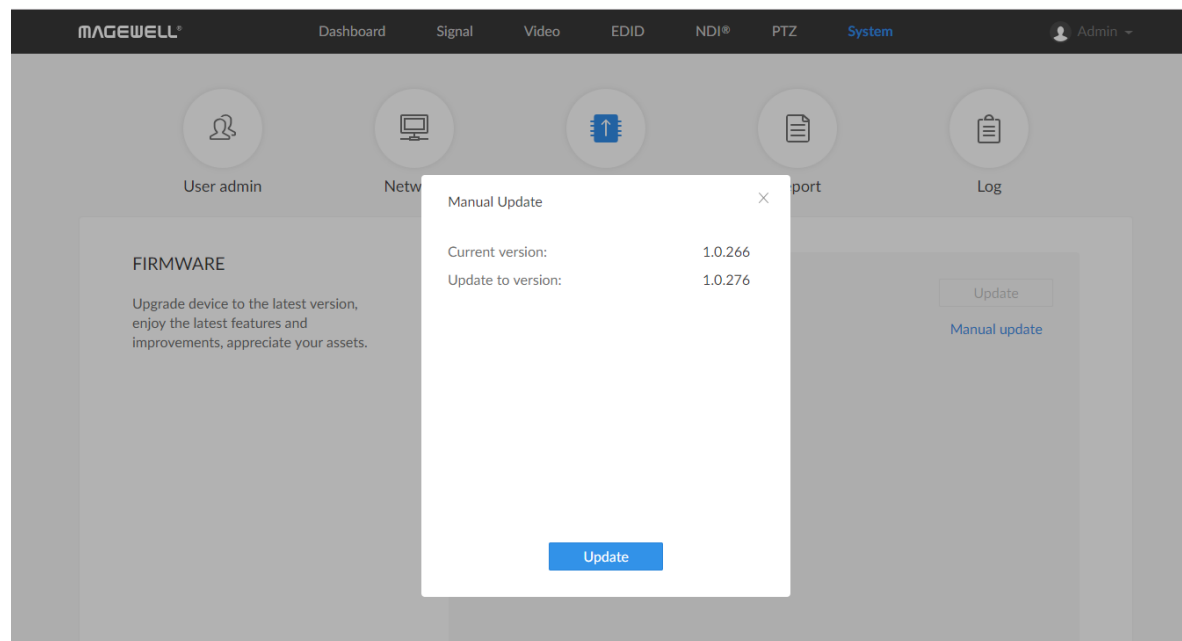 MAGEWELL®
Dashboard Signal Video EDID NDI® PTZ System Admin
User admin
Log
Manual Update
Current version: 1.0.266
Update to version: 1.0.276
Update
FIRMWARE
Upgrade device to the latest version,
enjoy the latest features and
improvements, appreciate your assets.
Update
Manual update